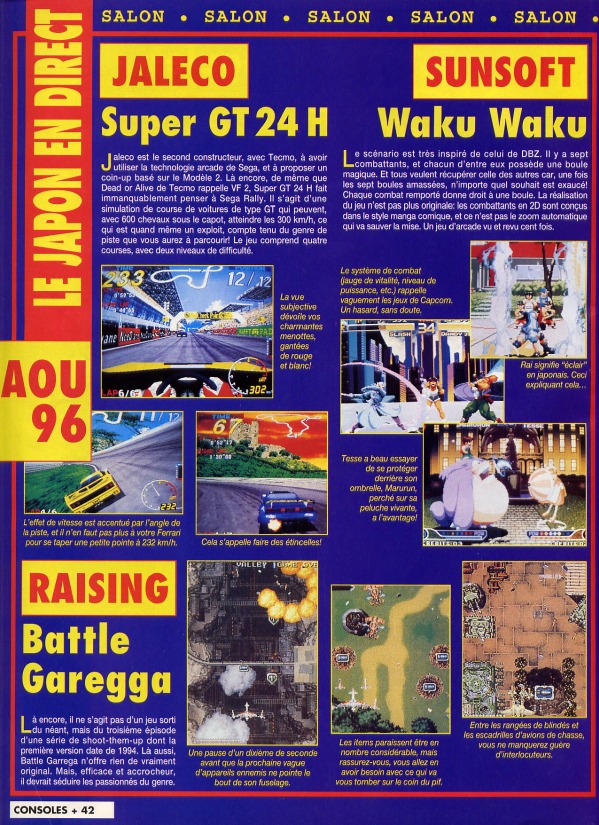 SALON • SALON • SALON • SALON • SALON •
LE JAPON EN DIRECT
AOU
96
JALECO
Super GT 24 H
Jaleco est le second constructeur, avec Tecmo, à avoir
utilisé la technologie arcade de Sega, et à proposer un
coin-up basé sur le Modèle 2. Là encore, de même que
Dead or Alive de Tecmo rappelle VF 2, Super GT 24 H fait
immanquablement penser à Sega Rally. Il s'agit d'une
simulation de course de voitures de type GT qui peuvent,
avec 600 chevaux sous le capot, atteindre les 300 km/h, ce
qui est quand même un exploit, compte tenu du genre de
piste que vous aurez à parcourir! Le jeu comprend quatre
courses, avec deux niveaux de difficulté.
233
12/12
LAP 6/6
302
La vue
subjective
dévoile vos
charmantes
menottes,
gantées
de rouge
et blanc!
11/12
232
L'effet de vitesse est accentué par l'angle de
la piste, et il n'en faut pas plus à votre Ferrari
pour se taper une petite pointe à 232 km/h.
TIME
67
Cela s'appelle faire des étincelles!
SUNSOFT
Waku Waku
Le scénario est très inspiré de celui de DBZ. Il y a sept
combattants, et chacun d'entre eux possède une boule
magique. Et tous veulent récupérer celle des autres car, une fois
les sept boules amassées, n'importe quel souhait est exaucé!
Chaque combat remporté donne droit à une boule. La réalisation
du jeu n'est pas plus originale: les combattants en 2D sont conçus
dans le style manga comique, et ce n'est pas le zoom automatique
qui va sauver la mise. Un jeu d'arcade vu et revu cent fois.
Le système de combat
(jauge de vitalité, niveau de
puissance, etc.) rappelle
vaguement les jeux de Capcom.
Un hasard, sans doute.
34
SLASH
Rai signifie "éclair"
en japonais. Ceci
expliquant cela...
Tesse a beau essayer
de se protéger
derrière son
ombrelle, Marurun,
perché sur sa
peluche vivante,
a l'avantage!
TESSE
CREDITS:03
RAISING
Battle
Garegga
Là encore, il ne s'agit pas d'un jeu sorti
du néant, mais du troisième épisode
d'une série de shoot-them-up dont la
première version date de 1994. Là aussi,
Battle Garrega n'offre rien de vraiment
original. Mais, efficace et accrocheur,
il devrait séduire les passionnés du genre.
Une pause d'un dixième de seconde
avant que la prochaine vague
d'appareils ennemis ne pointe le
bout de son fuselage.
Les items paraissent être en
nombre considérable, mais
rassurez-vous, vous allez en
avoir besoin avec ce qui va
vous tomber sur le coin du pif.
Entre les rangées de blindés et
les escadrilles d'avions de chasse,
vous ne manquerez guère
d'interlocuteurs.
CONSOLES + 42